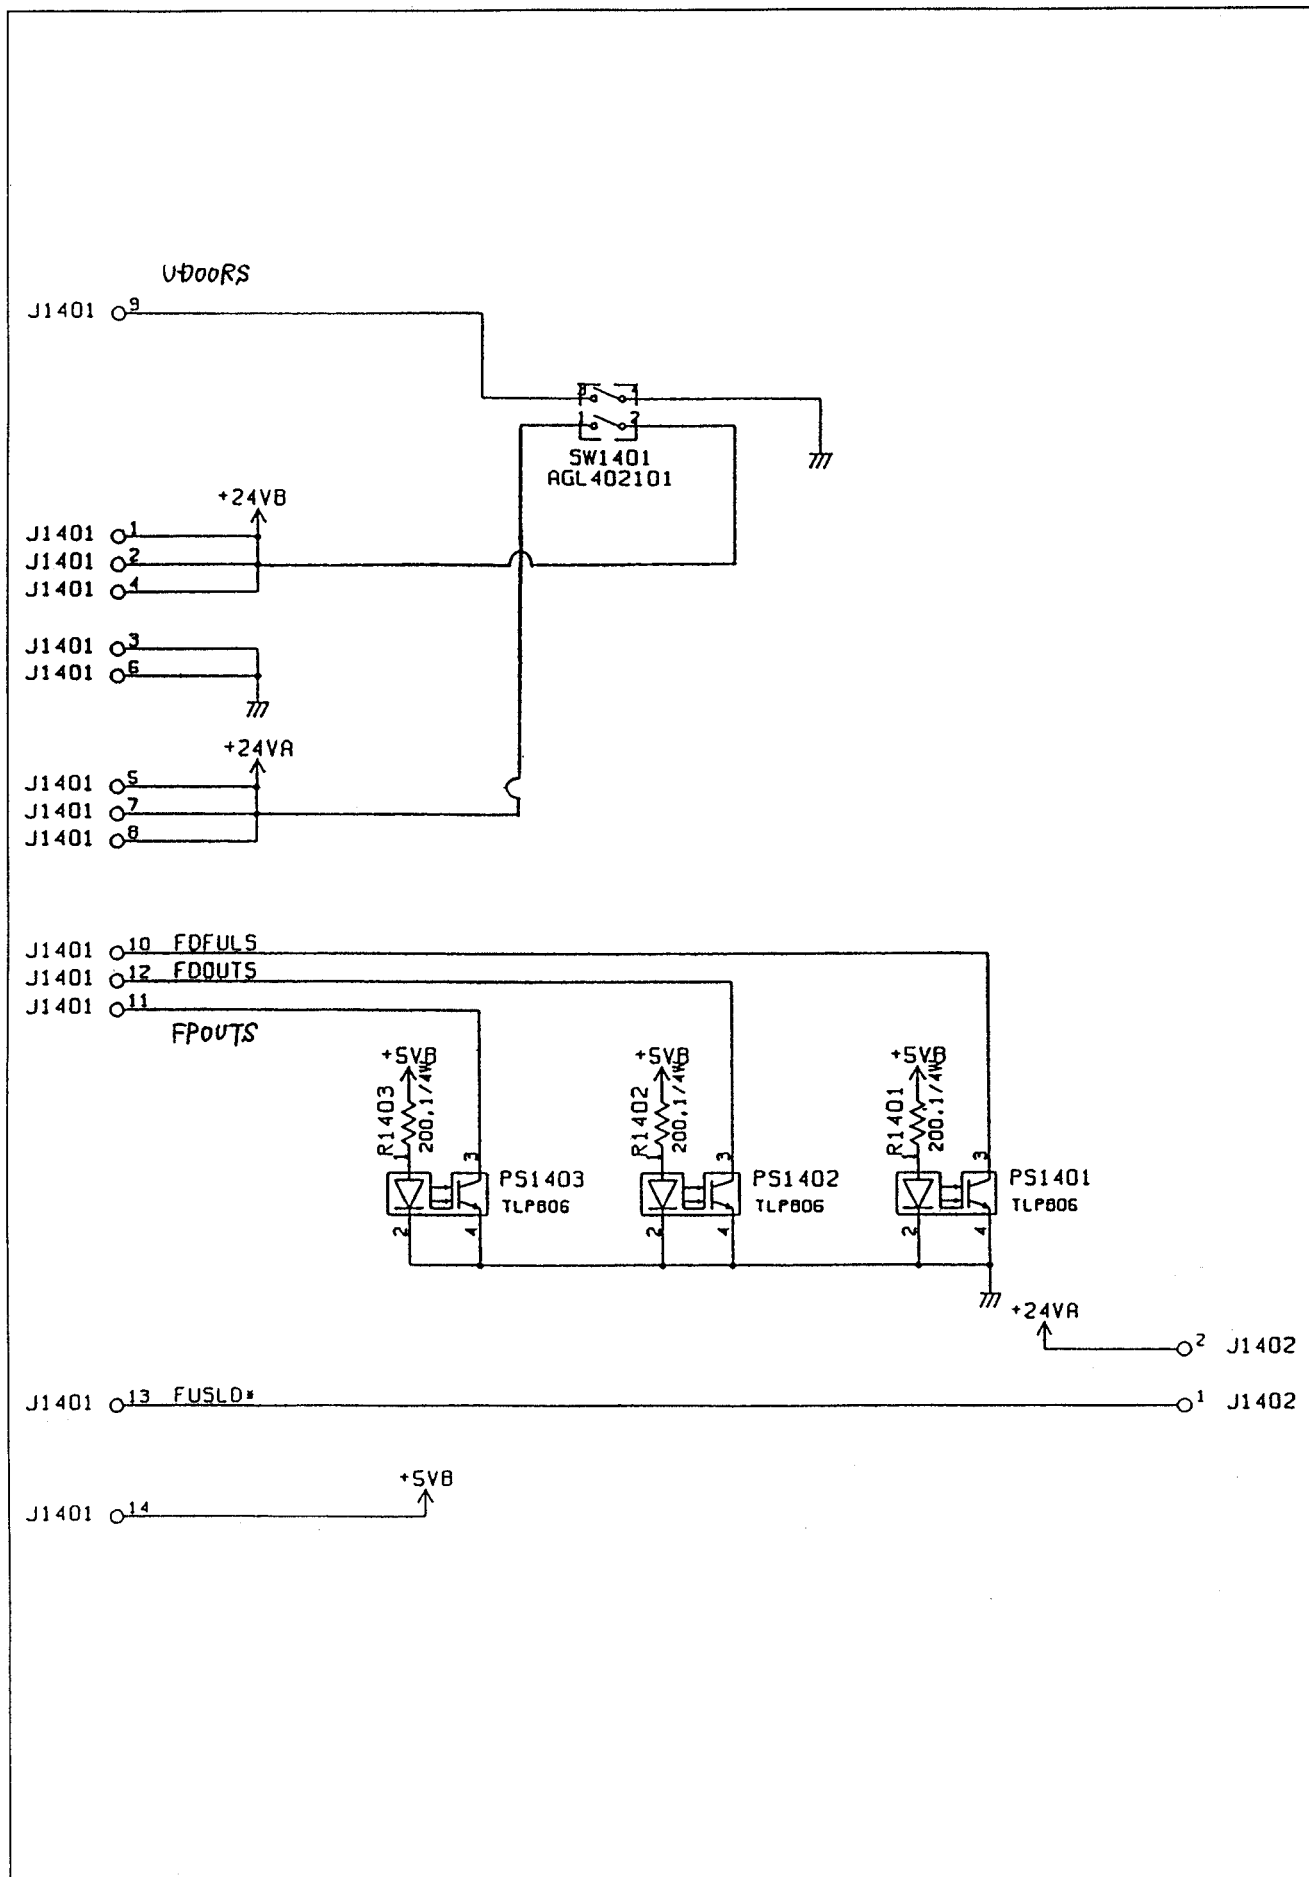 UDOORS
J1401 9
3 4
1 2
SW1401
AGL402101
+24VB
J1401 1
J1401 2
J1401 4
J1401 3
J1401 6
+24VA
J1401 5
J1401 7
J1401 8
J1401 10 FDFULS
J1401 12 FDOUTS
J1401 11
FPOUTS
+5VB +5VB +5VB
R1403 200,1/4W R1402 200,1/4W R1401 200,1/4W
1 3 1 3 1 3
PS1403 PS1402 PS1401
TLP806 TLP806 TLP806
2 4 2 4 2 4
+24VA
2 J1402
J1401 13 FUSLD* 1 J1402
+5VB
J1401 14